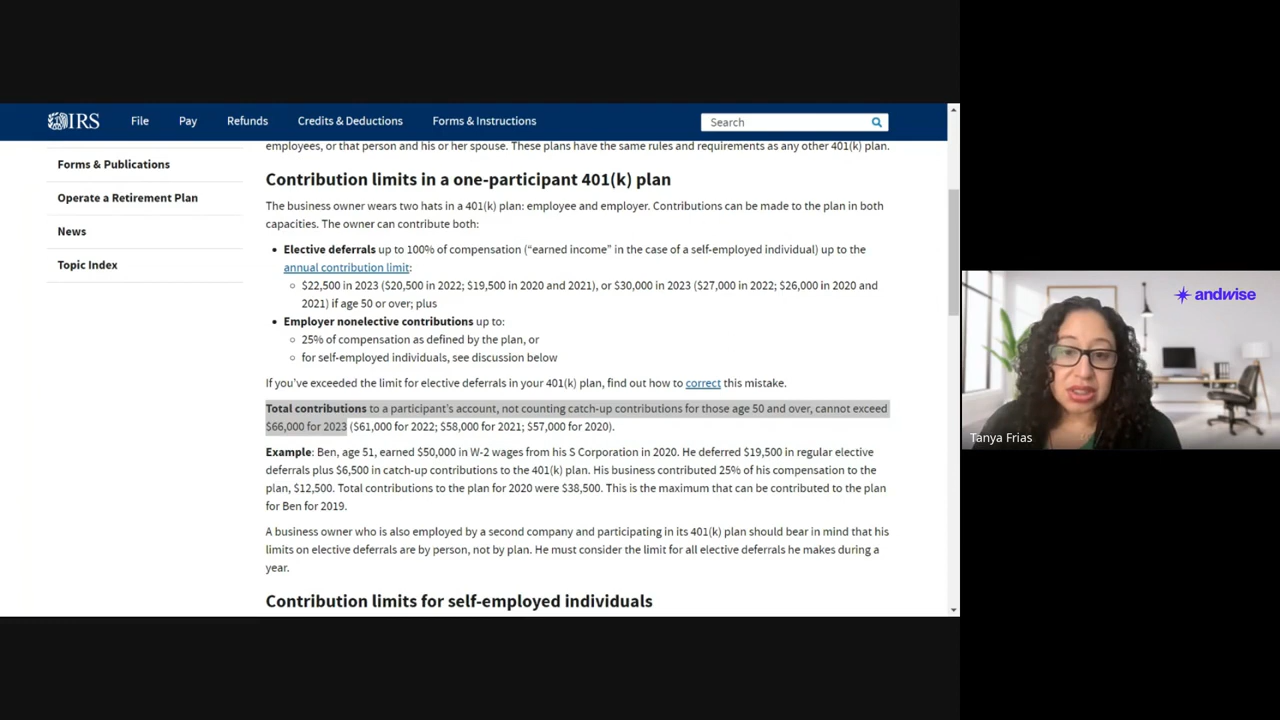 IRS
File Pay Refunds Credits & Deductions Forms & Instructions
Search
Forms & Publications
Operate a Retirement Plan
News
Topic Index
employees, or that person and his or her spouse. These plans have the same rules and requirements as any other 401(k) plan.
Contribution limits in a one-participant 401(k) plan
The business owner wears two hats in a 401(k) plan: employee and employer. Contributions can be made to the plan in both
capacities. The owner can contribute both:
• Elective deferrals up to 100% of compensation (“earned income” in the case of a self-employed individual) up to the
annual contribution limit:
○ $22,500 in 2023 ($20,500 in 2022; $19,500 in 2020 and 2021), or $30,000 in 2023 ($27,000 in 2022; $26,000 in 2020 and
2021) if age 50 or over; plus
• Employer nonelective contributions up to:
○ 25% of compensation as defined by the plan, or
○ for self-employed individuals, see discussion below
If you’ve exceeded the limit for elective deferrals in your 401(k) plan, find out how to correct this mistake.
Total contributions to a participant’s account, not counting catch-up contributions for those age 50 and over, cannot exceed
$66,000 for 2023 ($61,000 for 2022; $58,000 for 2021; $57,000 for 2020).
Example: Ben, age 51, earned $50,000 in W-2 wages from his S Corporation in 2020. He deferred $19,500 in regular elective
deferrals plus $6,500 in catch-up contributions to the 401(k) plan. His business contributed 25% of his compensation to the
plan, $12,500. Total contributions to the plan for 2020 were $38,500. This is the maximum that can be contributed to the plan
for Ben for 2019.
A business owner who is also employed by a second company and participating in its 401(k) plan should bear in mind that his
limits on elective deferrals are by person, not by plan. He must consider the limit for all elective deferrals he makes during a
year.
Contribution limits for self-employed individuals
andwise
Tanya Frias